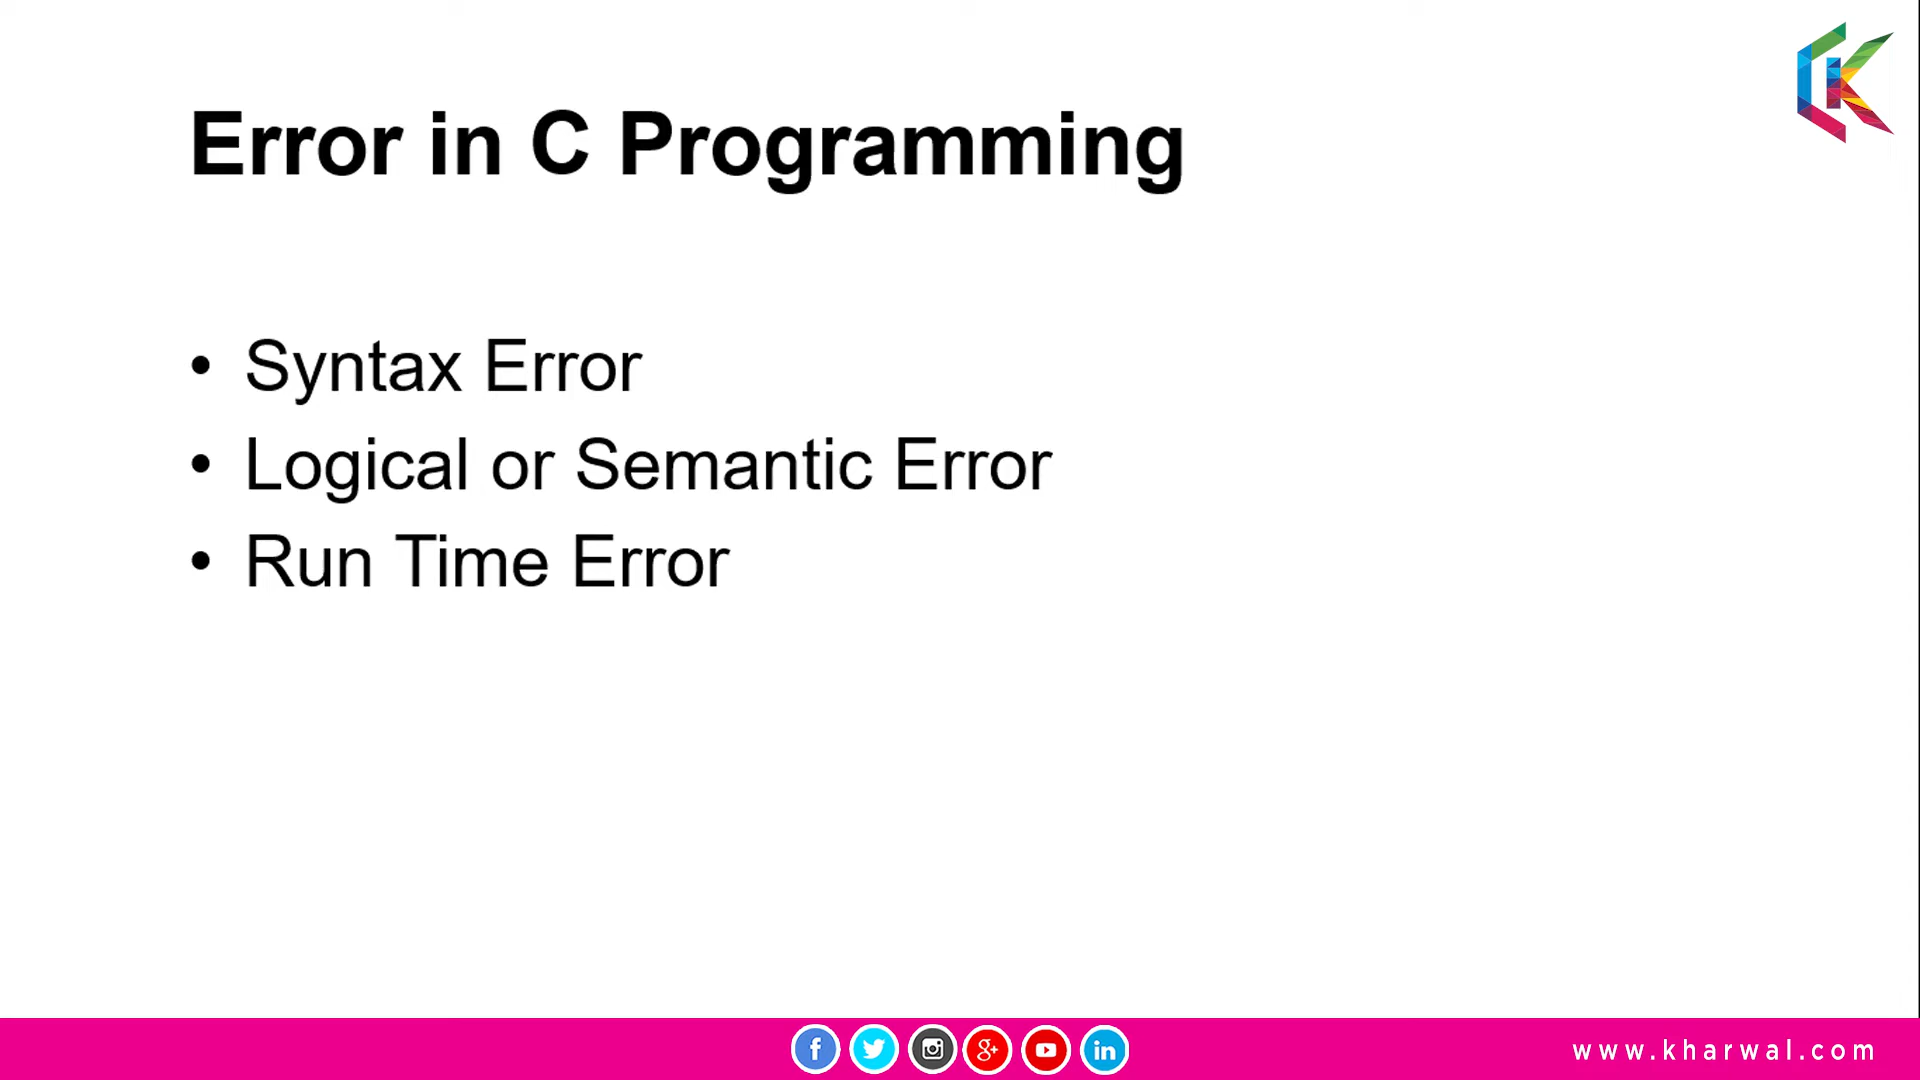 Error in C Programming
• Syntax Error
• Logical or Semantic Error
• Run Time Error
www.kharwal.com